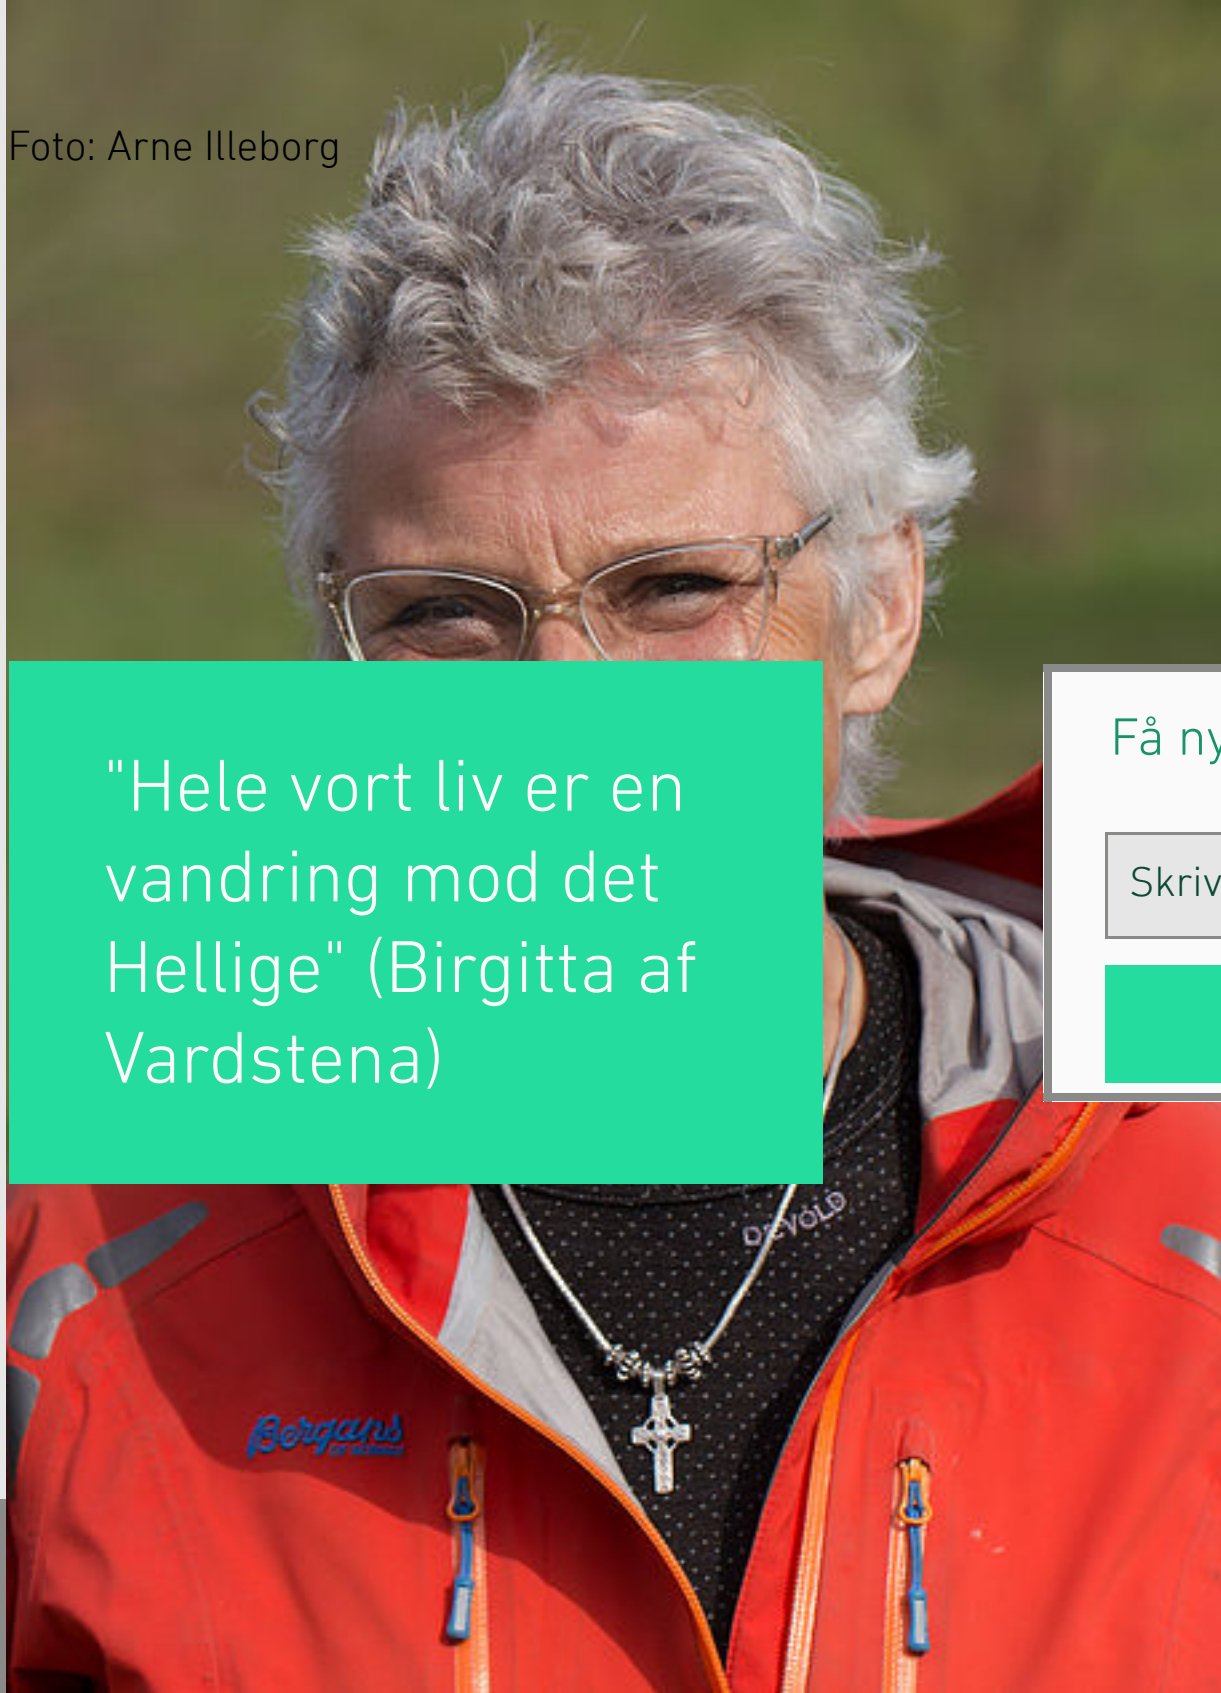 Foto: Arne Illeborg
"Hele vort liv er en
vandring mod det
Hellige" (Birgitta af
Vardstena)
Få ny
Skriv
DEVOLD
Bergans